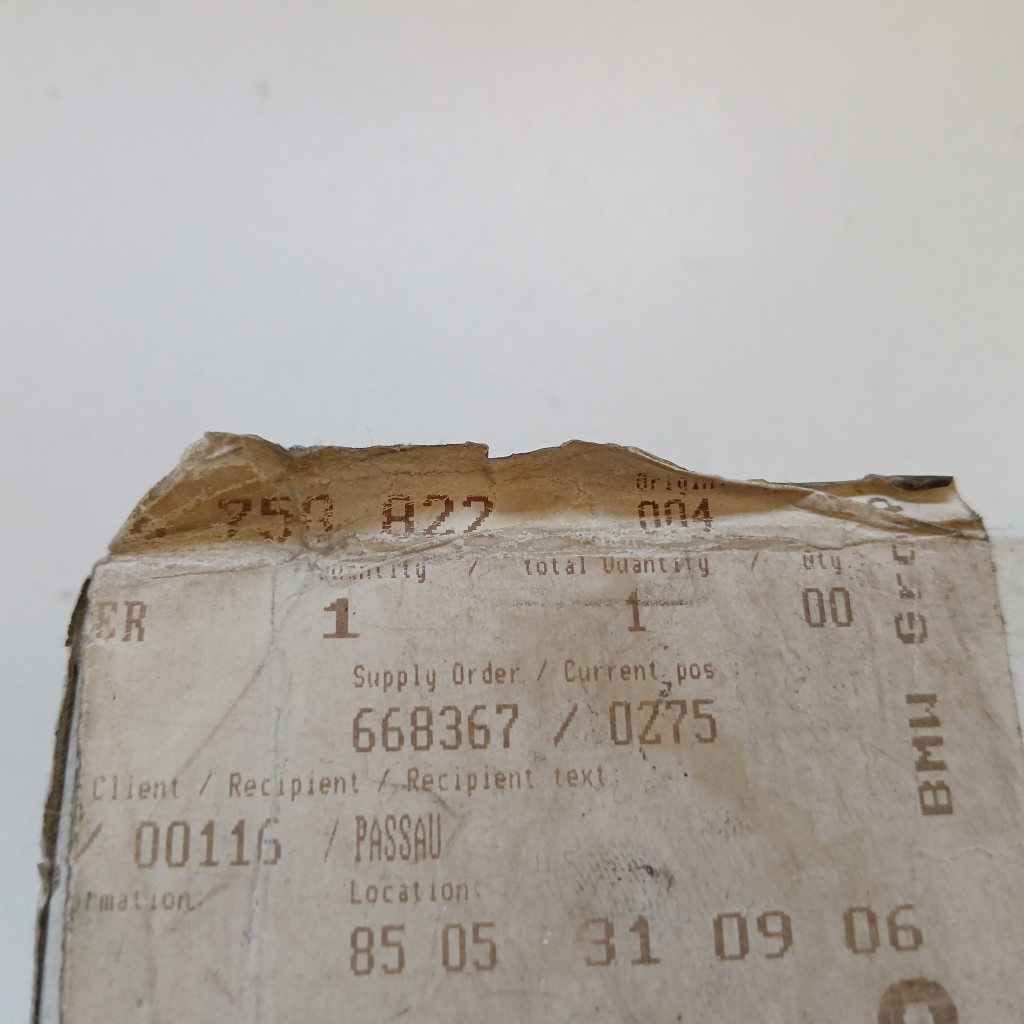 822
Origin
004
Quantity / Total Quantity / Qty
ER 1 1 00
Supply Order / Current pos
668367 / 0275
Client / Recipient / Recipient text:
/ 00116 / PASSAU
Location:
85 05 31 09 06
BMW